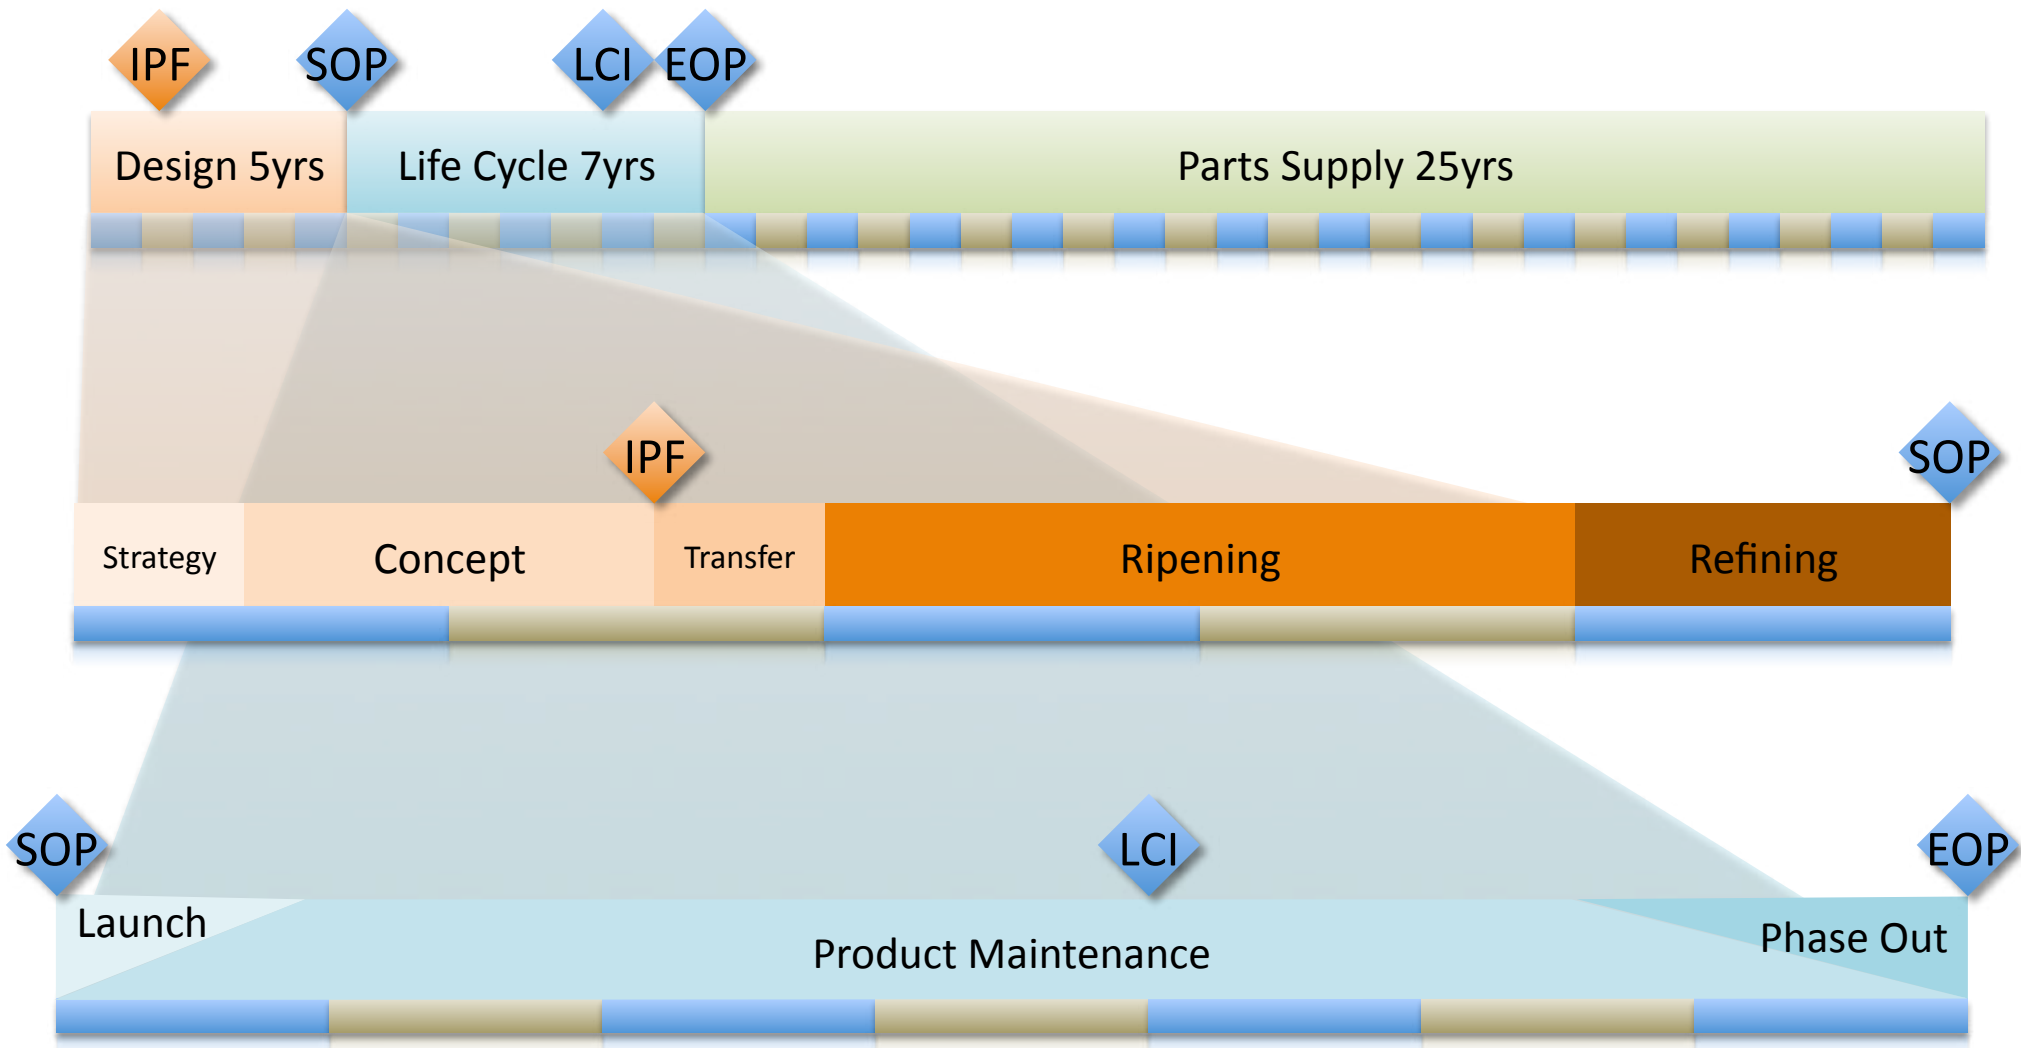 IPF
SOP
LCI
EOP
Design 5yrs
Life Cycle 7yrs
Parts Supply 25yrs
IPF
SOP
Strategy
Concept
Transfer
Ripening
Refining
SOP
LCI
EOP
Launch
Product Maintenance
Phase Out